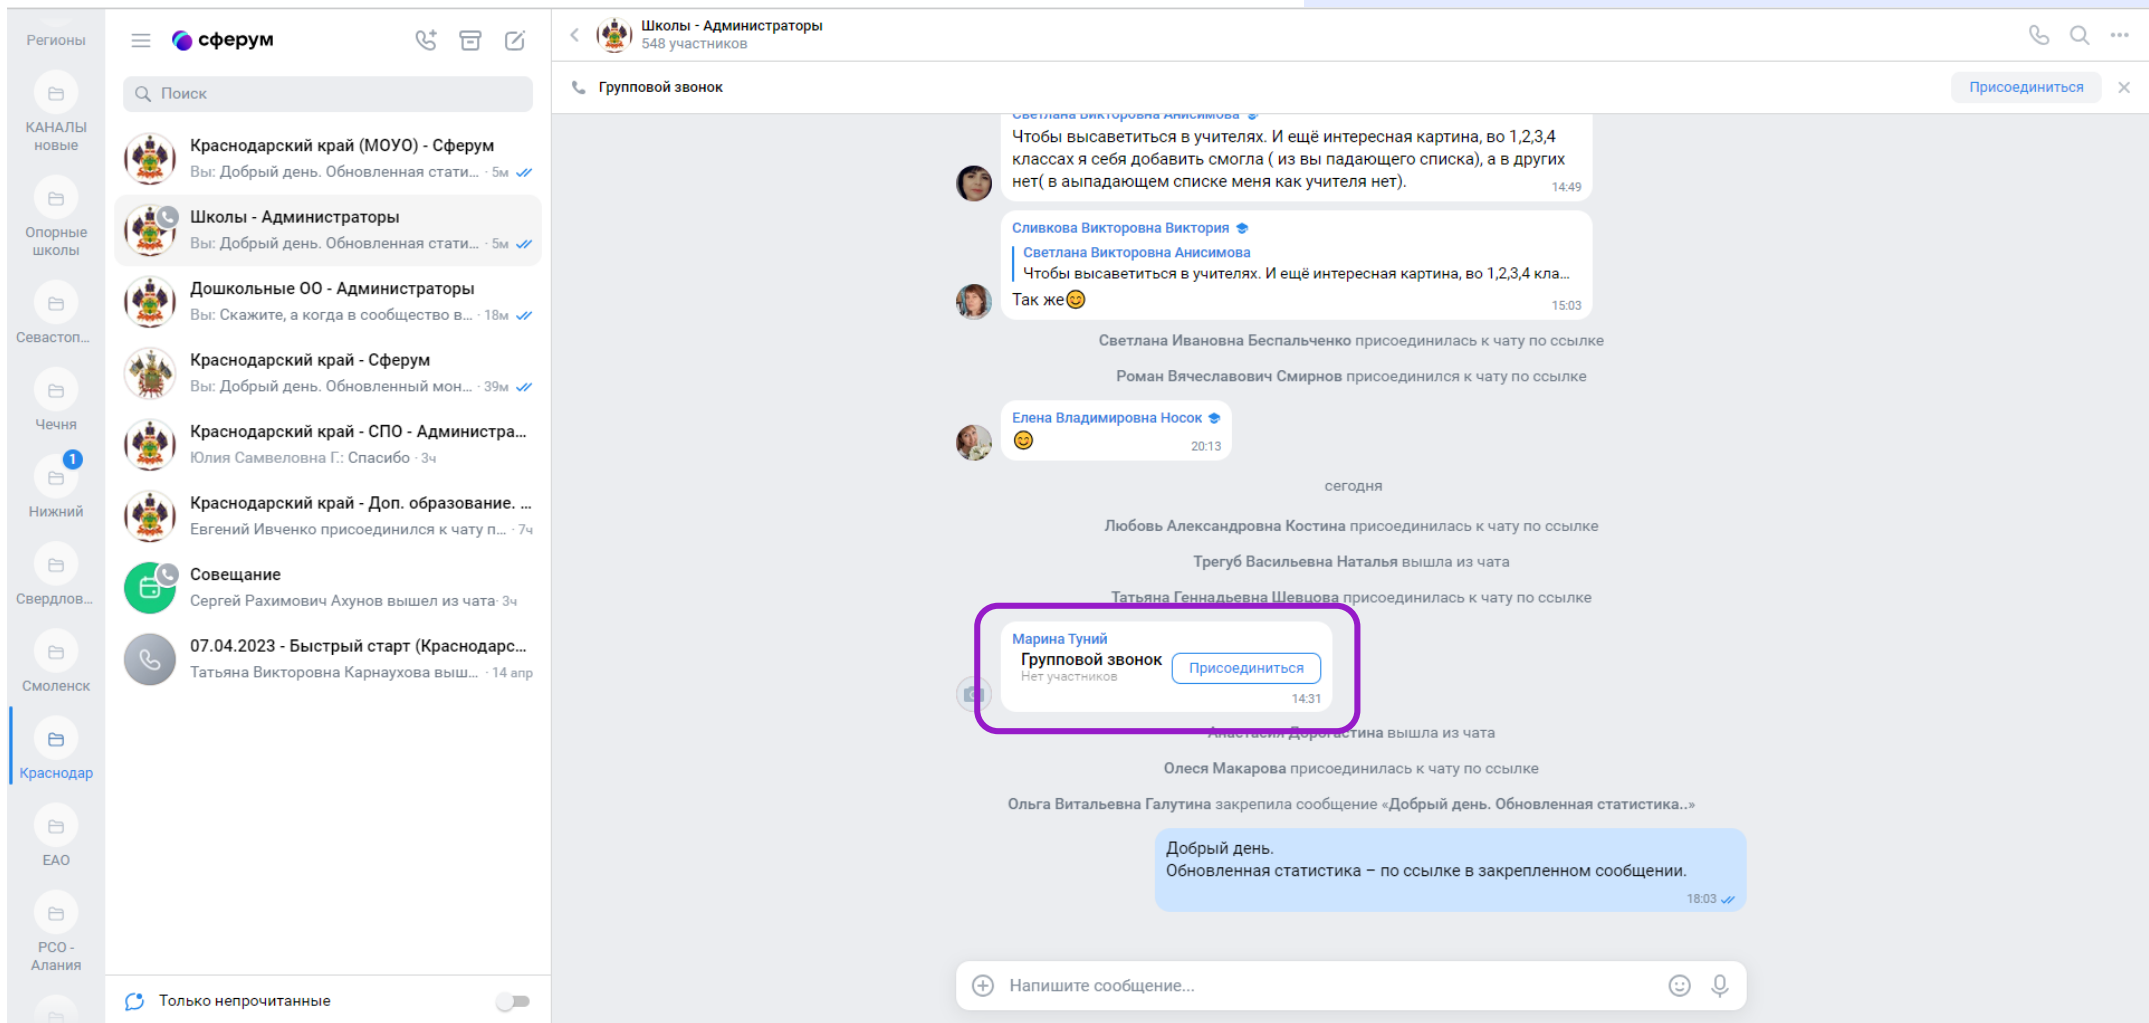 Регионы
КАНАЛЫ
новые
Опорные
школы
Севастоп...
Чечня
1
Нижний
Свердлов...
Смоленск
Краснодар
ЕАО
РСО -
Алания
сферум
Поиск
Краснодарский край (МОУО) - Сферум
Вы: Добрый день. Обновленная стати... · 5м
Школы - Администраторы
Вы: Добрый день. Обновленная стати... · 5м
Дошкольные ОО - Администраторы
Вы: Скажите, а когда в сообщество в... · 18м
Краснодарский край - Сферум
Вы: Добрый день. Обновленный мон... · 39м
Краснодарский край - СПО - Администра...
Юлия Самвеловна Г.: Спасибо · 3ч
Краснодарский край - Доп. образование. ...
Евгений Ивченко присоединился к чату п... · 7ч
Совещание
Сергей Рахимович Ахунов вышел из чата · 3ч
07.04.2023 - Быстрый старт (Краснодарс...
Татьяна Викторовна Карнаухова выш... · 14 апр
Только непрочитанные
Школы - Администраторы
548 участников
Групповой звонок
Присоединиться
Светлана Викторовна Анисимова
Чтобы высаветиться в учителях. И ещё интересная картина, во 1,2,3,4
классах я себя добавить смогла ( из вы падающего списка), а в других
нет( в аыпадающем списке меня как учителя нет).
14:49
Сливкова Викторовна Виктория
Светлана Викторовна Анисимова
Чтобы высаветиться в учителях. И ещё интересная картина, во 1,2,3,4 кла...
Так же😊
15:03
Светлана Ивановна Беспальченко присоединилась к чату по ссылке
Роман Вячеславович Смирнов присоединился к чату по ссылке
Елена Владимировна Носок
😊
20:13
сегодня
Любовь Александровна Костина присоединилась к чату по ссылке
Трегуб Васильевна Наталья вышла из чата
Татьяна Геннадьевна Шевцова присоединилась к чату по ссылке
Марина Туний
Групповой звонок
Нет участников
Присоединиться
14:31
Анастасия Дорогастина вышла из чата
Олеся Макарова присоединилась к чату по ссылке
Ольга Витальевна Галутина закрепила сообщение «Добрый день. Обновленная статистика..»
Добрый день.
Обновленная статистика – по ссылке в закрепленном сообщении.
18:03
Напишите сообщение...